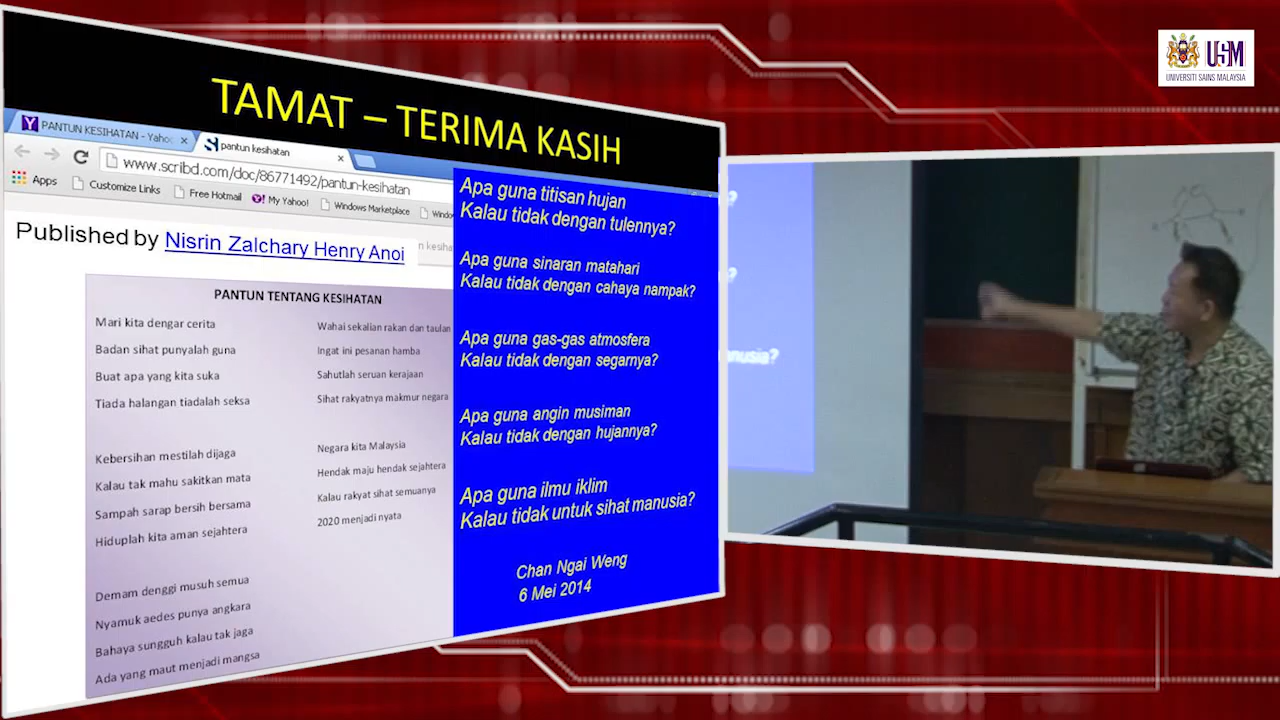 TAMAT – TERIMA KASIH
PANTUN KESIHATAN - Yahoo
pantun kesihatan
www.scribd.com/doc/86771492/pantun-kesihatan
Apps
Customize Links
Free Hotmail
My Yahoo!
Windows Marketplace
Published by Nisrin Zalchary Henry Anoi
PANTUN TENTANG KESIHATAN
Mari kita dengar cerita
Badan sihat punyalah guna
Buat apa yang kita suka
Tiada halangan tiadalah seksa
Kebersihan mestilah dijaga
Kalau tak mahu sakitkan mata
Sampah sarap bersih bersama
Hiduplah kita aman sejahtera
Demam denggi musuh semua
Nyamuk aedes punya angkara
Bahaya sungguh kalau tak jaga
Ada yang maut menjadi mangsa
Wahai sekalian rakan dan taulan
Ingat ini pesanan hamba
Sahutlah seruan kerajaan
Sihat rakyatnya makmur negara
Negara kita Malaysia
Hendak maju hendak sejahtera
Kalau rakyat sihat semuanya
2020 menjadi nyata
Apa guna titisan hujan
Kalau tidak dengan tulennya?
Apa guna sinaran matahari
Kalau tidak dengan cahaya nampak?
Apa guna gas-gas atmosfera
Kalau tidak dengan segarnya?
Apa guna angin musiman
Kalau tidak dengan hujannya?
Apa guna ilmu iklim
Kalau tidak untuk sihat manusia?
Chan Ngai Weng
6 Mei 2014
USM
UNIVERSITI SAINS MALAYSIA